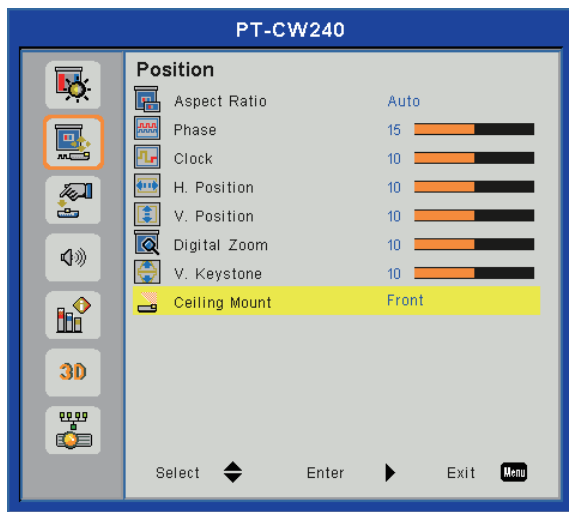 PT-CW240
Position
Aspect Ratio Auto
Phase 15
Clock 10
H. Position 10
V. Position 10
Digital Zoom 10
V. Keystone 10
Ceiling Mount Front
3D
Select Enter Exit Menu